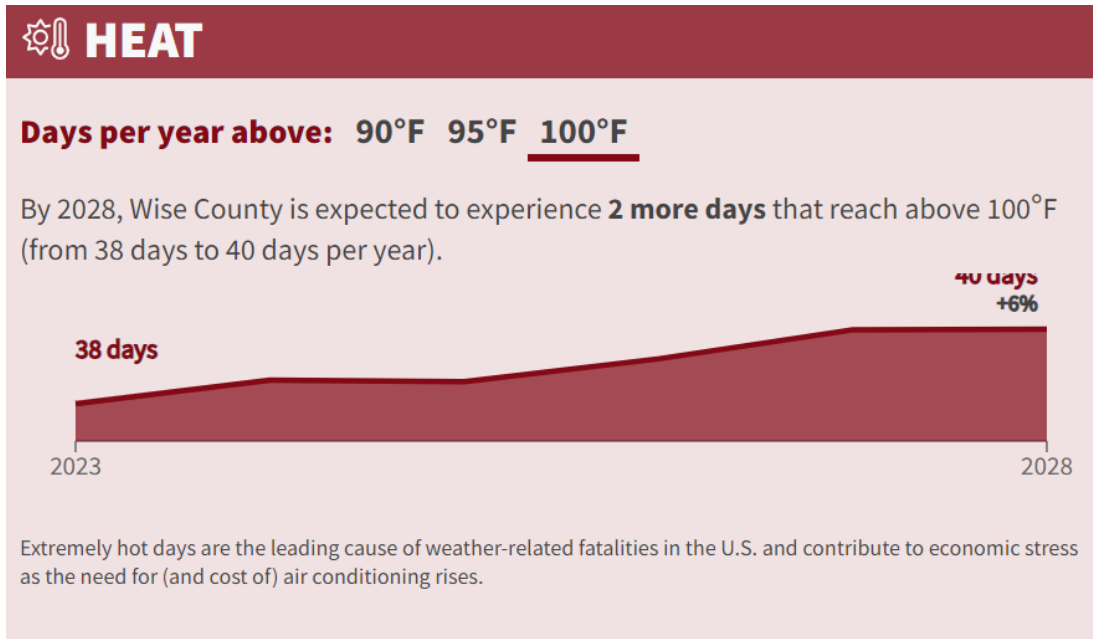 HEAT
Days per year above: 90°F 95°F 100°F
By 2028, Wise County is expected to experience 2 more days that reach above 100°F
(from 38 days to 40 days per year).
40 days
+6%
38 days
2023
2028
Extremely hot days are the leading cause of weather-related fatalities in the U.S. and contribute to economic stress
as the need for (and cost of) air conditioning rises.